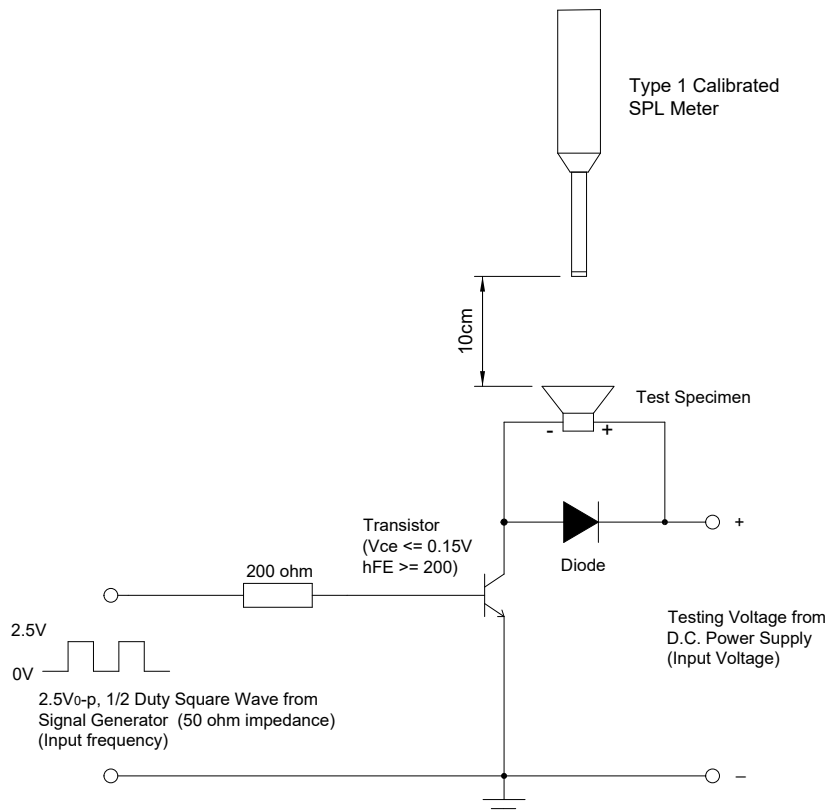 Type 1 Calibrated
SPL Meter
10cm
Test Specimen
- +
Transistor
(Vce <= 0.15V
hFE >= 200)
+
Diode
200 ohm
Testing Voltage from
D.C. Power Supply
(Input Voltage)
2.5V
0V
2.5V0-p, 1/2 Duty Square Wave from
Signal Generator (50 ohm impedance)
(Input frequency)
–